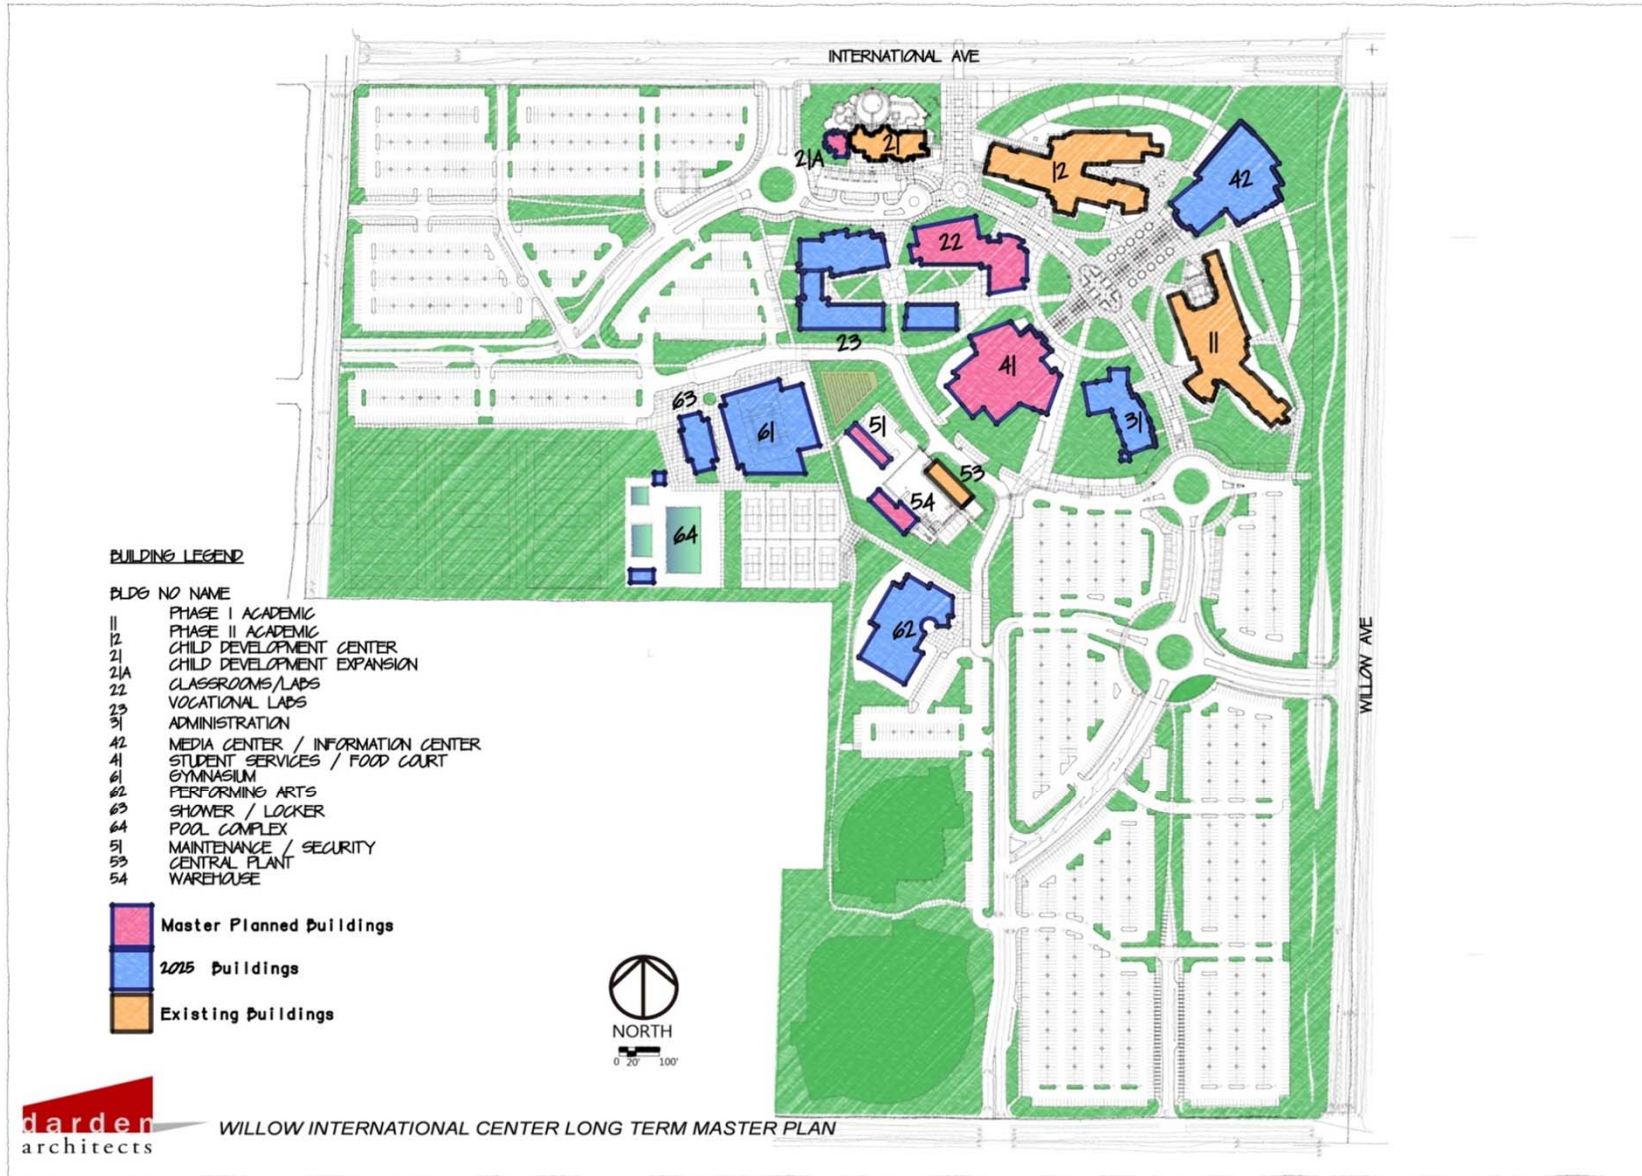 INTERNATIONAL AVE
21A
21
12
42
22
23
41
11
31
63
61
51
53
54
64
62
WILLOW AVE
BUILDING LEGEND
BLDG NO NAME
11 PHASE I ACADEMIC
12 PHASE II ACADEMIC
21 CHILD DEVELOPMENT CENTER
21A CHILD DEVELOPMENT EXPANSION
22 CLASSROOMS/LABS
23 VOCATIONAL LABS
31 ADMINISTRATION
42 MEDIA CENTER / INFORMATION CENTER
41 STUDENT SERVICES / FOOD COURT
61 GYMNASIUM
62 PERFORMING ARTS
63 SHOWER / LOCKER
64 POOL COMPLEX
51 MAINTENANCE / SECURITY
53 CENTRAL PLANT
54 WAREHOUSE
Master Planned Buildings
2025 Buildings
Existing Buildings
NORTH
0 20' 100'
darden
architects
WILLOW INTERNATIONAL CENTER LONG TERM MASTER PLAN